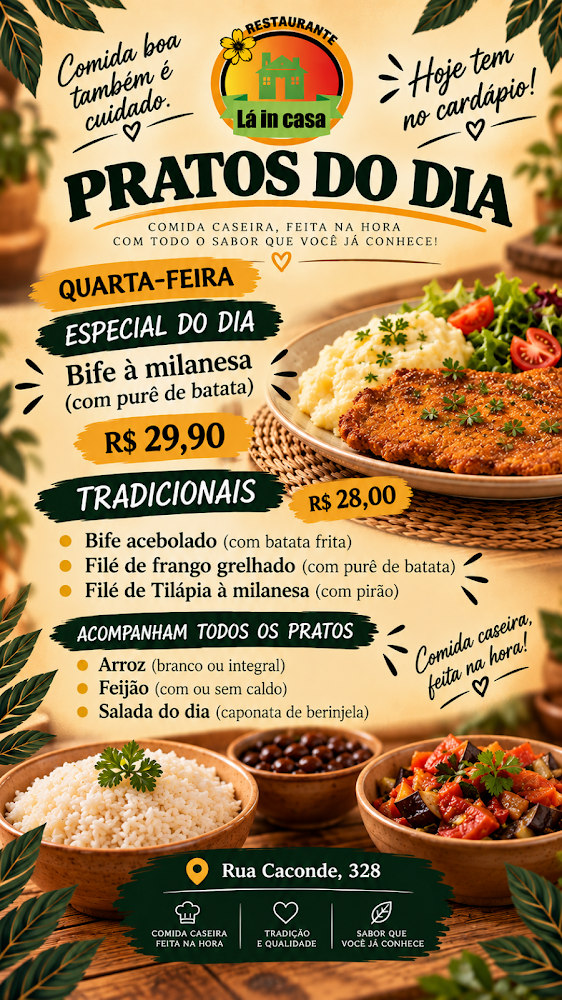 Comida boa
também é
cuidado.
RESTAURANTE
Lá in casa
Hoje tem
no cardápio!
PRATOS DO DIA
COMIDA CASEIRA, FEITA NA HORA
COM TODO O SABOR QUE VOCÊ JÁ CONHECE!
QUARTA-FEIRA
ESPECIAL DO DIA
Bife à milanesa
(com purê de batata)
R$ 29,90
TRADICIONAIS
R$ 28,00
Bife acebolado (com batata frita)
Filé de frango grelhado (com purê de batata)
Filé de Tilápia à milanesa (com pirão)
ACOMPANHAM TODOS OS PRATOS
Arroz (branco ou integral)
Feijão (com ou sem caldo)
Salada do dia (caponata de berinjela)
Comida caseira,
feita na hora!
Rua Caconde, 328
COMIDA CASEIRA
FEITA NA HORA
TRADIÇÃO
E QUALIDADE
SABOR QUE
VOCÊ JÁ CONHECE